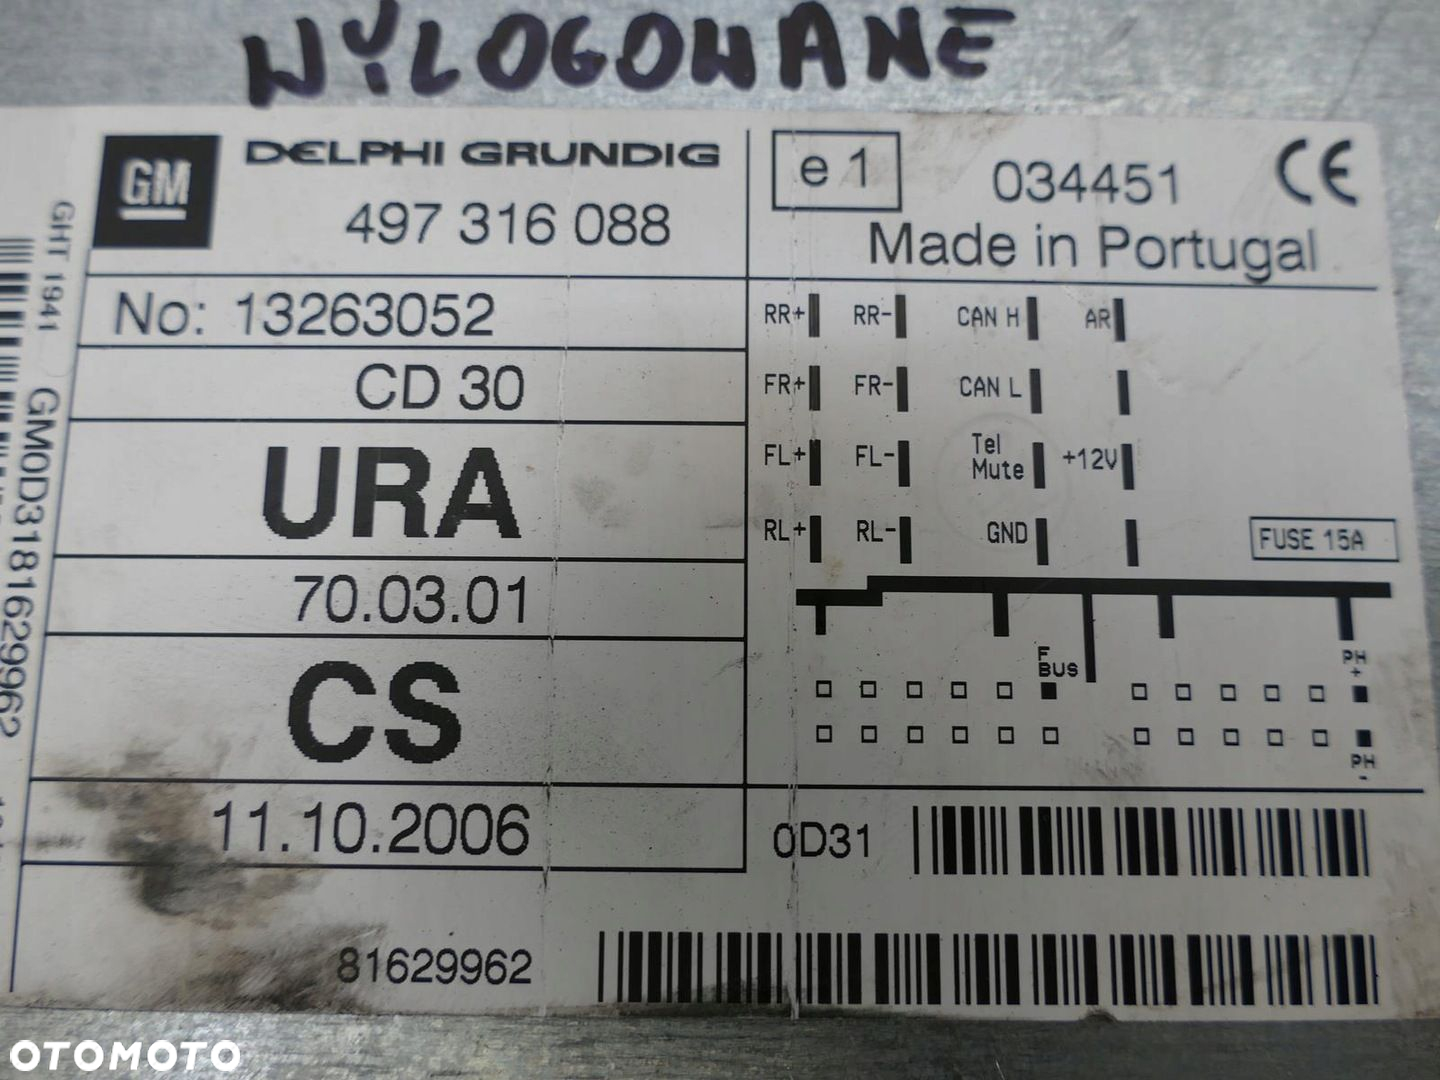 WYLOGOWANE
GM
DELPHI GRUNDIG
497 316 088
e 1
034451
CE
Made in Portugal
No: 13263052
CD 30
URA
70.03.01
CS
11.10.2006
81629962
RR+ RR- CAN H AR
FR+ FR- CAN L
FL+ FL- Tel Mute +12V
RL+ RL- GND
FUSE 15A
F BUS
PH +
PH -
0D31
GHT 1941
GM0D3181629962
OTOMOTO